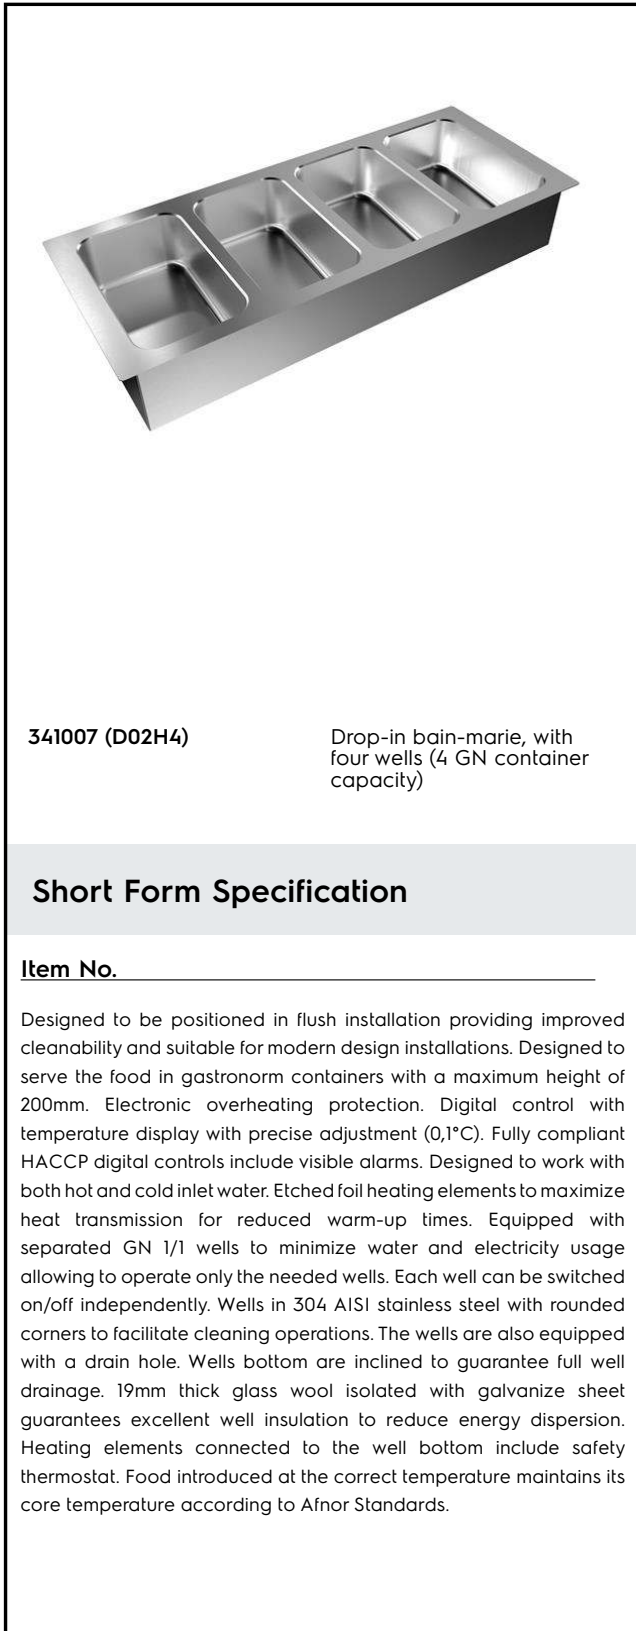 341007 (D02H4)
Drop-in bain-marie, with
four wells (4 GN container
capacity)
Short Form Specification
Item No.
Designed to be positioned in flush installation providing improved
cleanability and suitable for modern design installations. Designed to
serve the food in gastronorm containers with a maximum height of
200mm. Electronic overheating protection. Digital control with
temperature display with precise adjustment (0,1°C). Fully compliant
HACCP digital controls include visible alarms. Designed to work with
both hot and cold inlet water. Etched foil heating elements to maximize
heat transmission for reduced warm-up times. Equipped with
separated GN 1/1 wells to minimize water and electricity usage
allowing to operate only the needed wells. Each well can be switched
on/off independently. Wells in 304 AISI stainless steel with rounded
corners to facilitate cleaning operations. The wells are also equipped
with a drain hole. Wells bottom are inclined to guarantee full well
drainage. 19mm thick glass wool isolated with galvanize sheet
guarantees excellent well insulation to reduce energy dispersion.
Heating elements connected to the well bottom include safety
thermostat. Food introduced at the correct temperature maintains its
core temperature according to Afnor Standards.